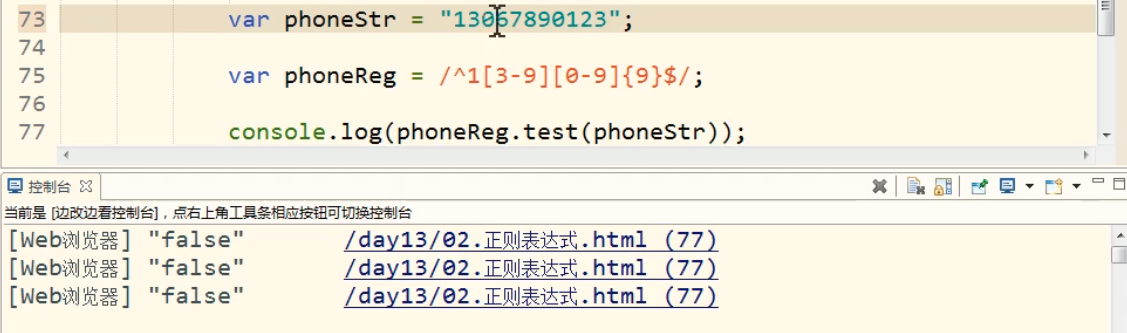 73 var phoneStr = "13067890123";
74
75 var phoneReg = /^1[3-9][0-9]{9}$/;
76
77 console.log(phoneReg.test(phoneStr));
控制台
当前是 [边改边看控制台]，点右上角工具条相应按钮可切换控制台
[Web浏览器] "false" /day13/02.正则表达式.html (77)
[Web浏览器] "false" /day13/02.正则表达式.html (77)
[Web浏览器] "false" /day13/02.正则表达式.html (77)